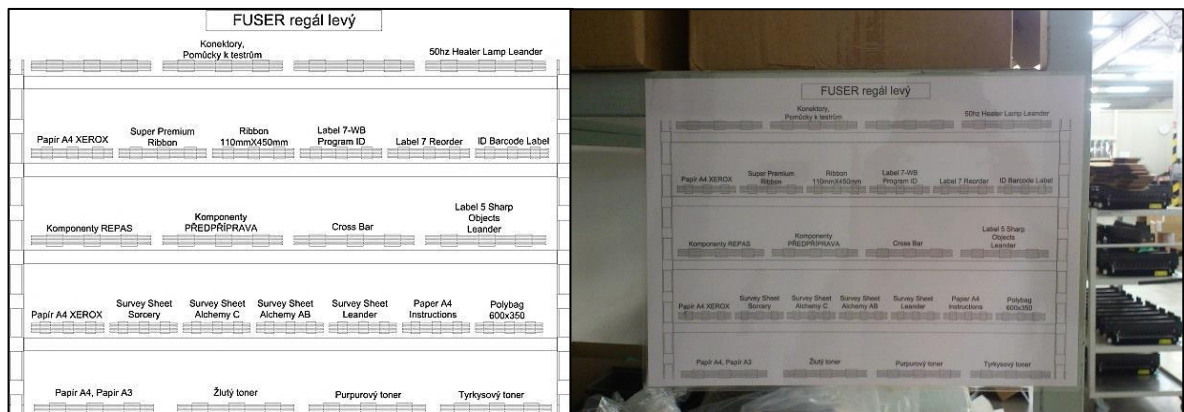 FUSER regál levý
Konektory,
Pomůcky k testrům
50hz Heater Lamp Leander
Papír A4 XEROX
Super Premium
Ribbon
Ribbon
110mmX450mm
Label 7-WB
Program ID
Label 7 Reorder
ID Barcode Label
Komponenty REPAS
Komponenty
PŘEDPŘÍPRAVA
Cross Bar
Label 5 Sharp
Objects
Leander
Papír A4 XEROX
Survey Sheet
Sorcery
Survey Sheet
Alchemy C
Survey Sheet
Alchemy AB
Survey Sheet
Leander
Paper A4
Instructions
Polybag
600x350
Papír A4, Papír A3
Žlutý toner
Purpurový toner
Tyrkysový toner
FUSER regál levý
Konektory,
Pomůcky k testrům
50hz Heater Lamp Leander
Papír A4 XEROX
Super Premium
Ribbon
Ribbon
110mmX450mm
Label 7-WB
Program ID
Label 7 Reorder
ID Barcode Label
Komponenty REPAS
Komponenty
PŘEDPŘÍPRAVA
Cross Bar
Label 5 Sharp
Objects
Leander
Papír A4 XEROX
Survey Sheet
Sorcery
Survey Sheet
Alchemy C
Survey Sheet
Alchemy AB
Survey Sheet
Leander
Paper A4
Instructions
Polybag
600x350
Papír A4, Papír A3
Žlutý toner
Purpurový toner
Tyrkysový toner